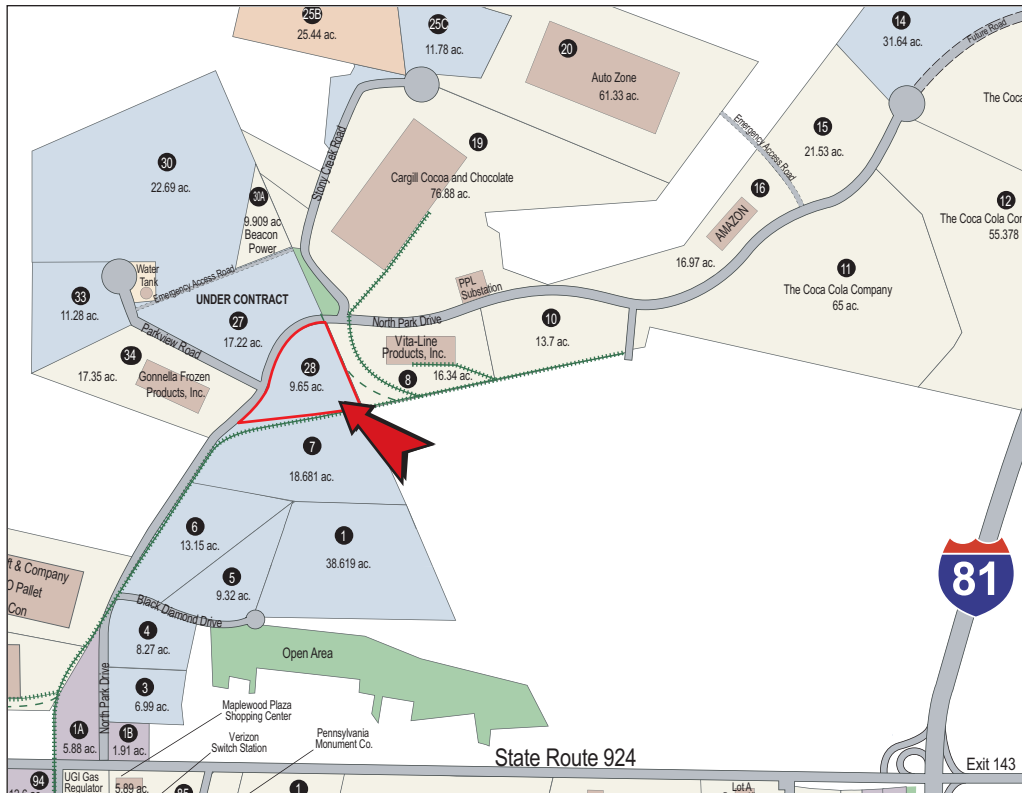 25B
25.44 ac.
25C
11.78 ac.
20
Auto Zone
61.33 ac.
14
31.64 ac.
Future Road
The Coca
15
21.53 ac.
Emergency Access Road
16
AMAZON
16.97 ac.
12
The Coca Cola Con
55.378
30
22.69 ac.
Stony Creek Road
19
Cargill Cocoa and Chocolate
76.88 ac.
30A
9.909 ac
Beacon
Power
Water
Tank
Emergency Access Road
UNDER CONTRACT
27
17.22 ac.
33
11.28 ac.
Parkview Road
34
17.35 ac.
Gonnella Frozen
Products, Inc.
PPL
Substation
North Park Drive
11
The Coca Cola Company
65 ac.
10
13.7 ac.
Vita-Line
Products, Inc.
8
16.34 ac.
28
9.65 ac.
7
18.681 ac.
6
13.15 ac.
1
38.619 ac.
5
9.32 ac.
ft & Company
O Pallet
Con
Black Diamond Drive
4
8.27 ac.
3
6.99 ac.
North Park Drive
Open Area
81
1A
5.88 ac.
1B
1.91 ac.
Maplewood Plaza
Shopping Center
Verizon
Switch Station
Pennsylvania
Monument Co.
State Route 924
Exit 143
94
UGI Gas
Regulator
5.89 ac.
1
Lot A